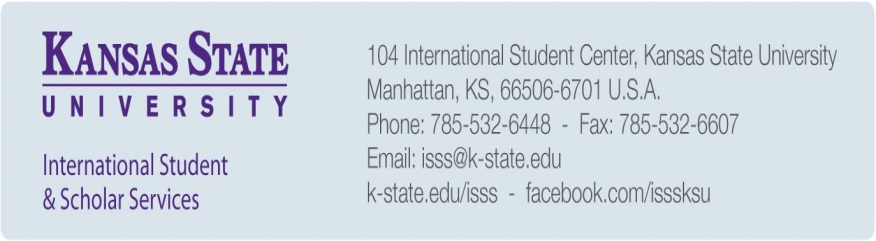 KANSAS STATE
UNIVERSITY
International Student
& Scholar Services
104 International Student Center, Kansas State University
Manhattan, KS, 66506-6701 U.S.A.
Phone: 785-532-6448 - Fax: 785-532-6607
Email: isss@k-state.edu
k-state.edu/isss - facebook.com/isssksu